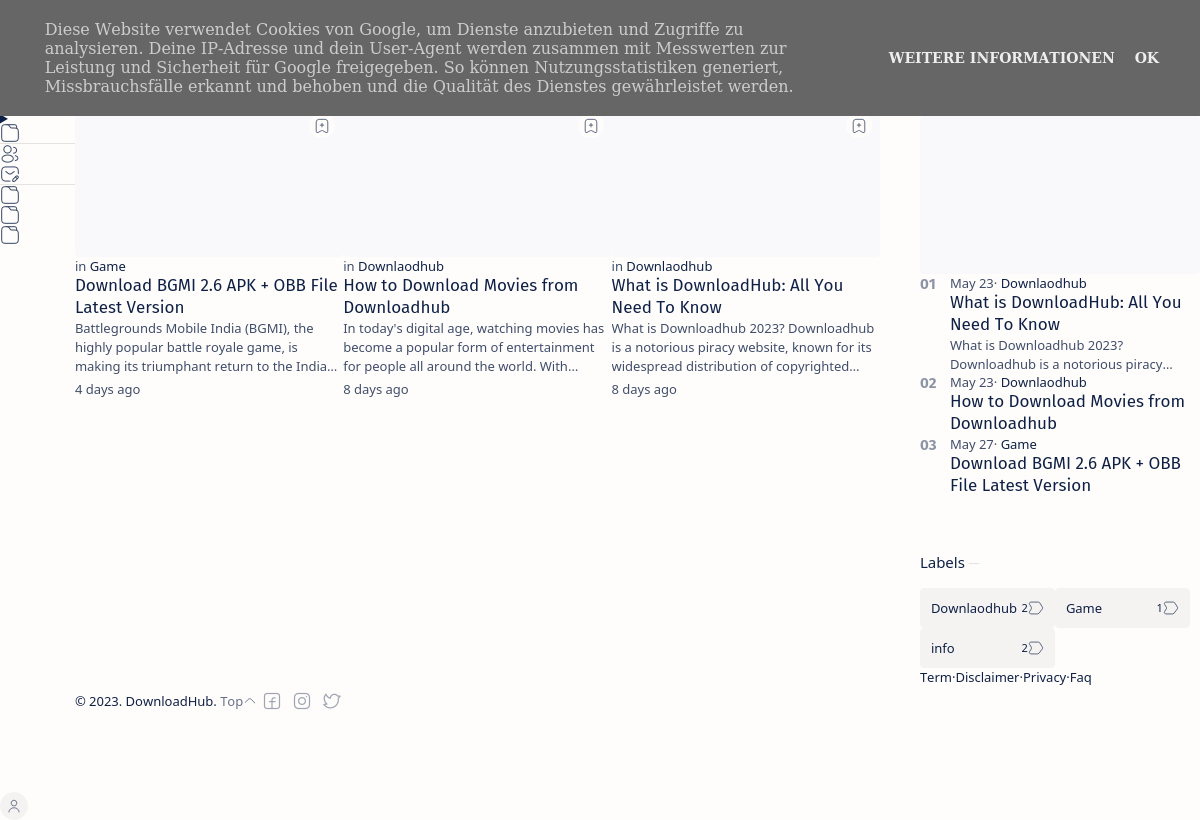 Diese Website verwendet Cookies von Google, um Dienste anzubieten und Zugriffe zu
analysieren. Deine IP-Adresse und dein User-Agent werden zusammen mit Messwerten zur
Leistung und Sicherheit für Google freigegeben. So können Nutzungsstatistiken generiert,
Missbrauchsfälle erkannt und behoben und die Qualität des Dienstes gewährleistet werden.
WEITERE INFORMATIONEN OK
in Game
Download BGMI 2.6 APK + OBB File
Latest Version
Battlegrounds Mobile India (BGMI), the
highly popular battle royale game, is
making its triumphant return to the India...
4 days ago
in Downlaodhub
How to Download Movies from
Downloadhub
In today's digital age, watching movies has
become a popular form of entertainment
for people all around the world. With...
8 days ago
in Downlaodhub
What is DownloadHub: All You
Need To Know
What is Downloadhub 2023? Downloadhub
is a notorious piracy website, known for its
widespread distribution of copyrighted...
8 days ago
01 May 23· Downlaodhub
What is DownloadHub: All You
Need To Know
What is Downloadhub 2023?
Downloadhub is a notorious piracy...
02 May 23· Downlaodhub
How to Download Movies from
Downloadhub
03 May 27· Game
Download BGMI 2.6 APK + OBB
File Latest Version
Labels
Downlaodhub 2
Game 1
info 2
Term·Disclaimer·Privacy·Faq
© 2023. DownloadHub. Top